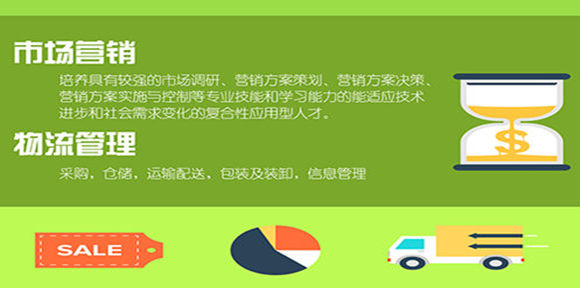 市场营销
培养具有较强的市场调研、营销方案策划、营销方案决策、
营销方案实施与控制等专业技能和学习能力的能适应技术
进步和社会需求变化的复合性应用型人才。
物流管理
采购，仓储，运输配送，包装及装卸，信息管理
SALE
$